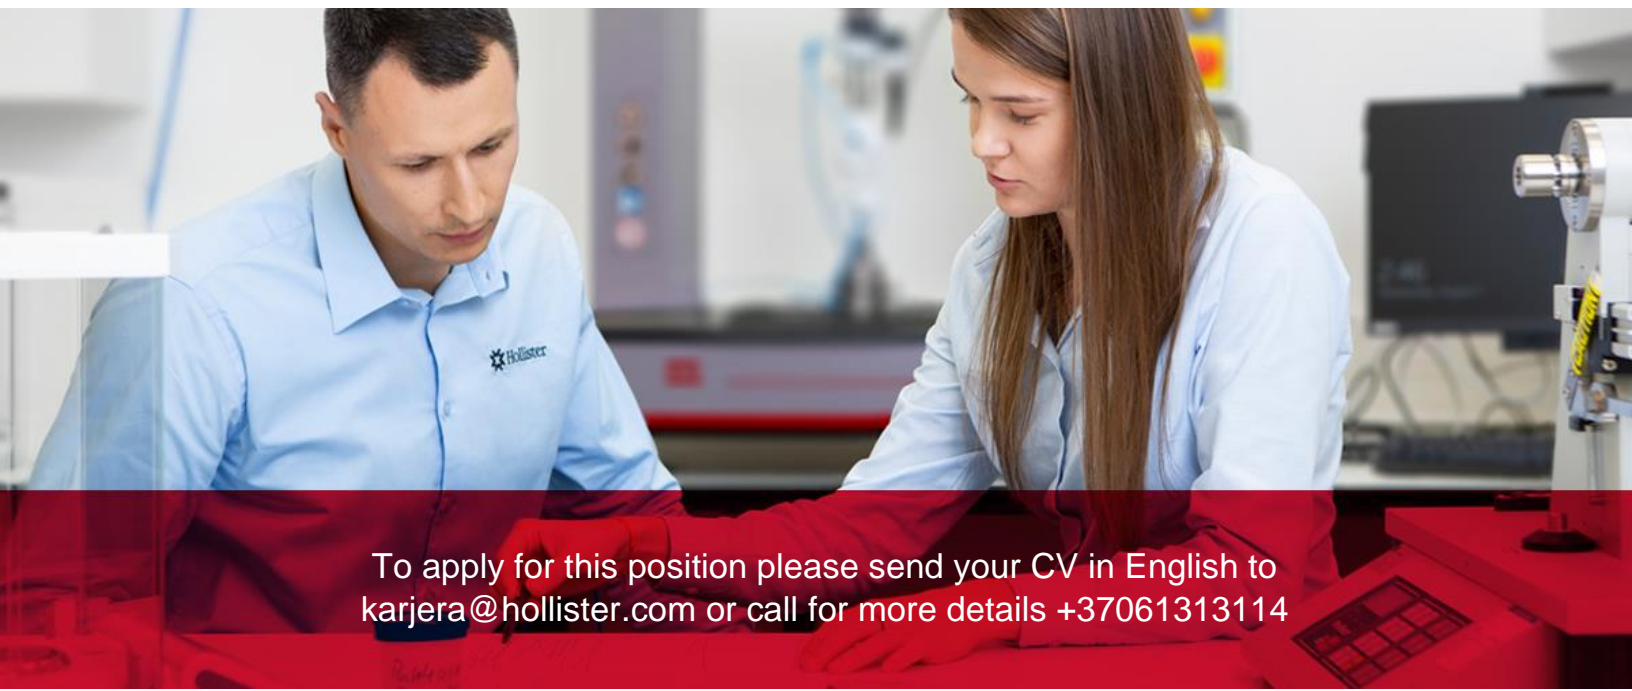 Hollister
To apply for this position please send your CV in English to
karjera@hollister.com or call for more details +37061313114